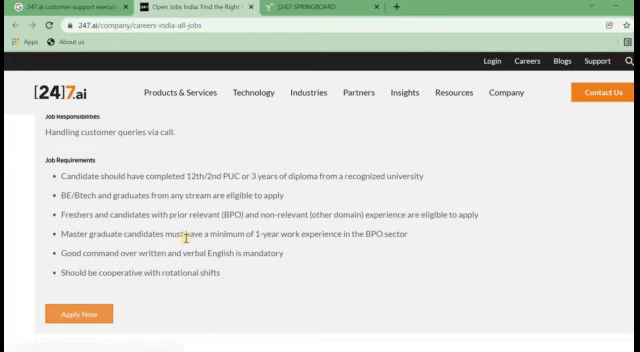 247.ai customer support executi
Open Jobs India: Find the Right
[24]7 SPRINGBOARD
247.ai/company/careers-india-all-jobs
Apps
About us
Login Careers Blogs Support
[24]7.ai
Products & Services Technology Industries Partners Insights Resources Company
Contact Us
Job Responsibilities
Handling customer queries via call.
Job Requirements
• Candidate should have completed 12th/2nd PUC or 3 years of diploma from a recognized university
• BE/Btech and graduates from any stream are eligible to apply
• Freshers and candidates with prior relevant (BPO) and non-relevant (other domain) experience are eligible to apply
• Master graduate candidates must have a minimum of 1-year work experience in the BPO sector
• Good command over written and verbal English is mandatory
• Should be cooperative with rotational shifts
Apply Now